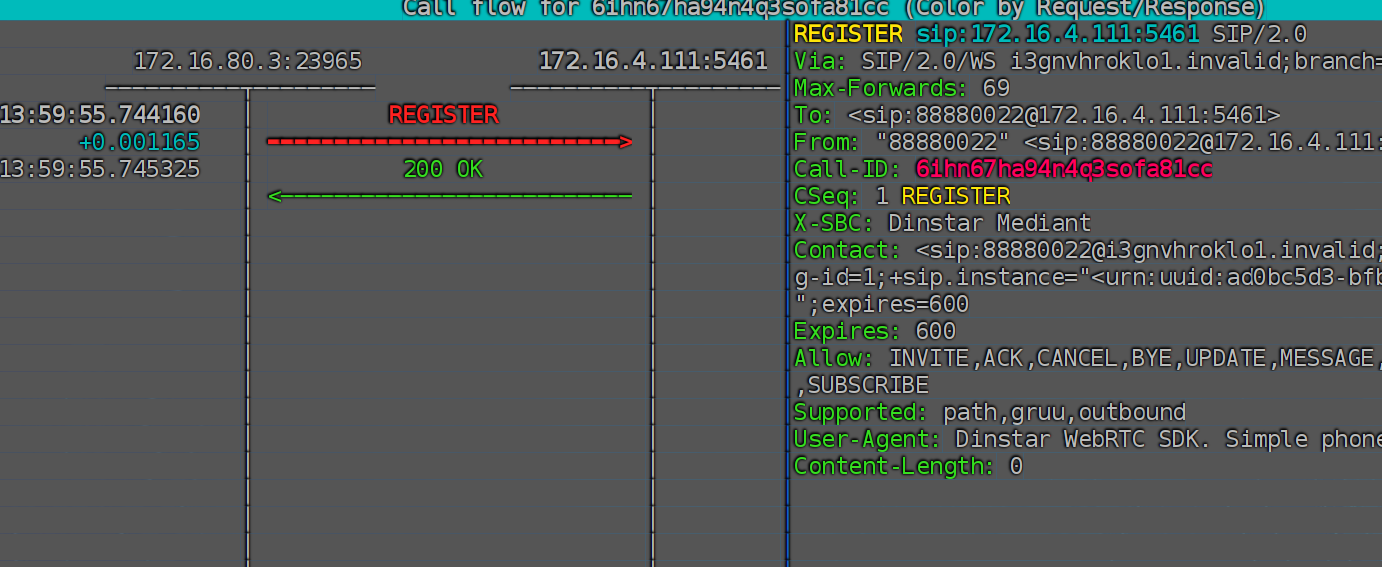 Call flow for 6ihn67ha94n4q3sofa81cc (Color by Request/Response)
172.16.80.3:23965 172.16.4.111:5461
13:59:55.744160 REGISTER
+0.001165
13:59:55.745325 200 OK
REGISTER sip:172.16.4.111:5461 SIP/2.0
Via: SIP/2.0/WS i3gnvhroklo1.invalid;branch=
Max-Forwards: 69
To: <sip:88880022@172.16.4.111:5461>
From: "88880022" <sip:88880022@172.16.4.111:
Call-ID: 6ihn67ha94n4q3sofa81cc
CSeq: 1 REGISTER
X-SBC: Dinstar Mediant
Contact: <sip:88880022@i3gnvhroklo1.invalid;
g-id=1;+sip.instance="<urn:uuid:ad0bc5d3-bfb
";expires=600
Expires: 600
Allow: INVITE,ACK,CANCEL,BYE,UPDATE,MESSAGE,
,SUBSCRIBE
Supported: path,gruu,outbound
User-Agent: Dinstar WebRTC SDK. Simple phone
Content-Length: 0